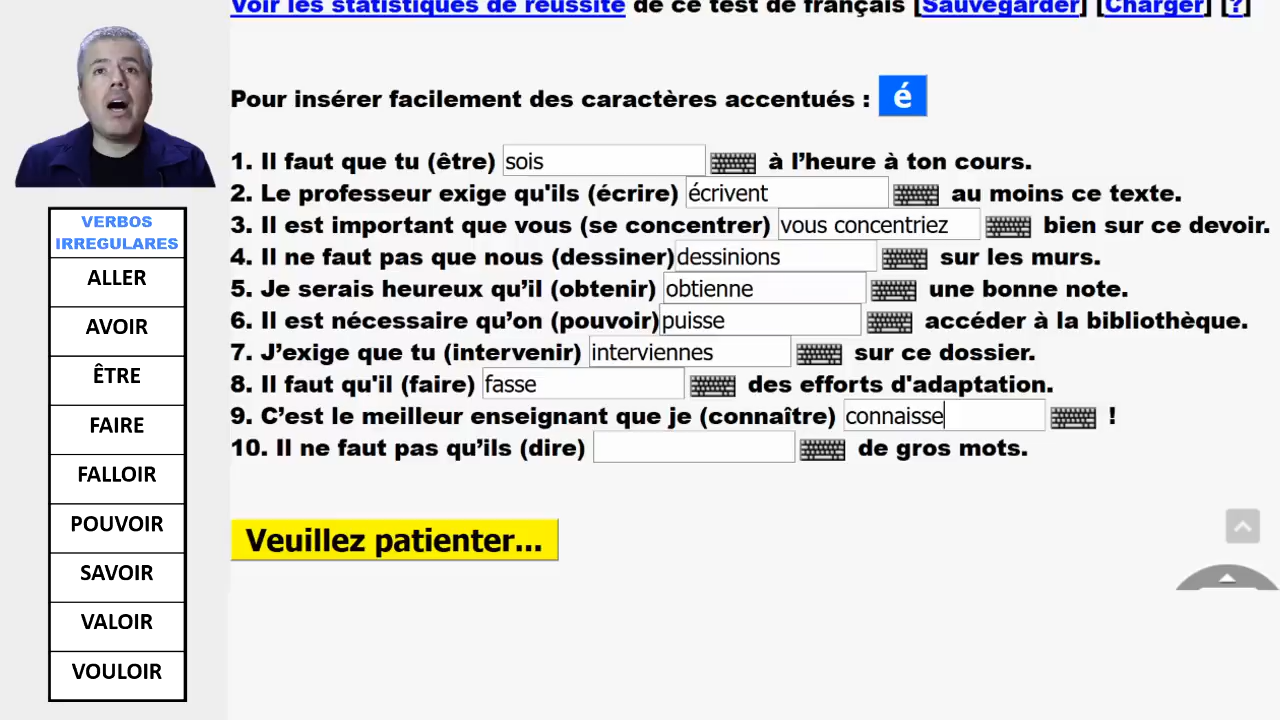 Voir les statistiques de réussite de ce test de français [Sauvegarder] [Charger] [?]
Pour insérer facilement des caractères accentués : é
1. Il faut que tu (être) sois à l’heure à ton cours.
2. Le professeur exige qu'ils (écrire) écrivent au moins ce texte.
3. Il est important que vous (se concentrer) vous concentriez bien sur ce devoir.
4. Il ne faut pas que nous (dessiner) dessinions sur les murs.
5. Je serais heureux qu’il (obtenir) obtienne une bonne note.
6. Il est nécessaire qu’on (pouvoir) puisse accéder à la bibliothèque.
7. J’exige que tu (intervenir) interviennes sur ce dossier.
8. Il faut qu'il (faire) fasse des efforts d'adaptation.
9. C’est le meilleur enseignant que je (connaître) connaisse !
10. Il ne faut pas qu’ils (dire) de gros mots.
Veuillez patienter...
VERBOS
IRREGULARES
ALLER
AVOIR
ÊTRE
FAIRE
FALLOIR
POUVOIR
SAVOIR
VALOIR
VOULOIR